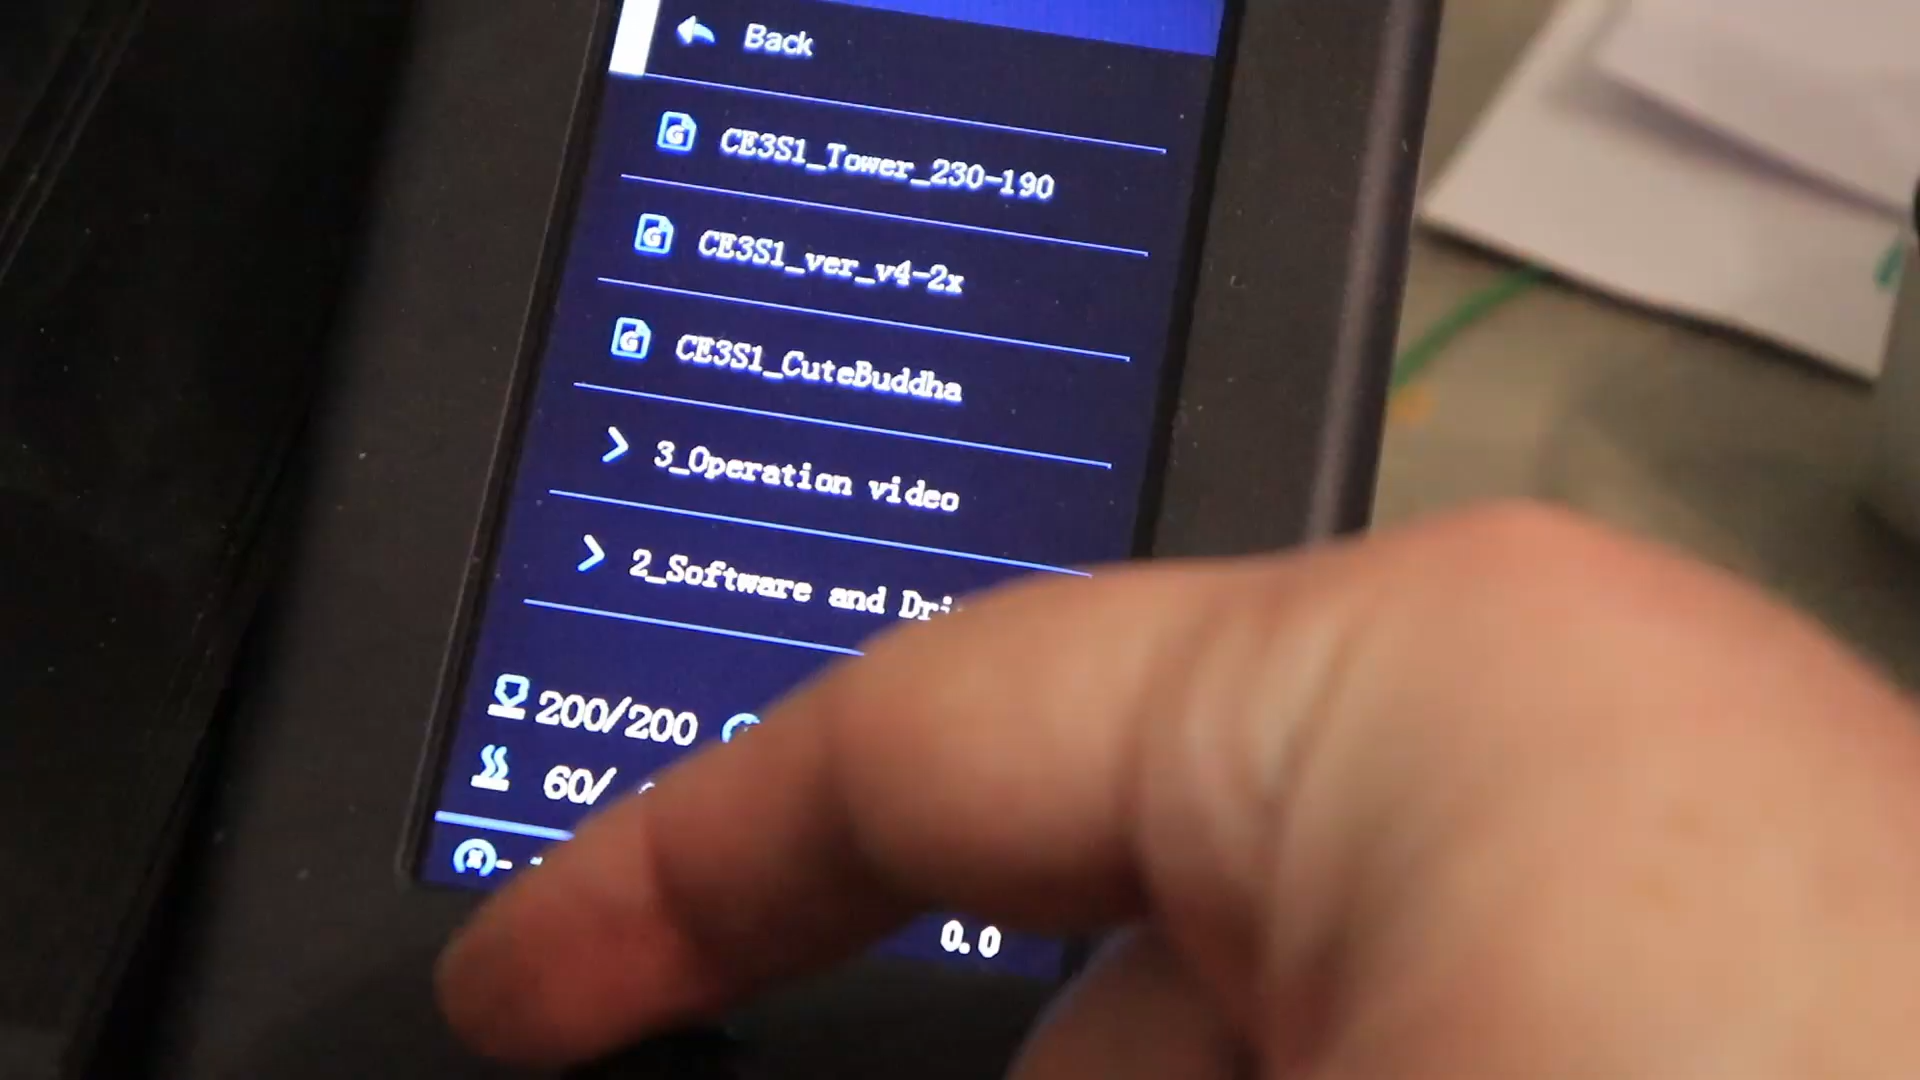 Back
CE3S1_Tower_230-190
CE3S1_ver_v4-2x
CE3S1_CuteBuddha
3_Operation video
2_Software and
200/200
60/
0.0